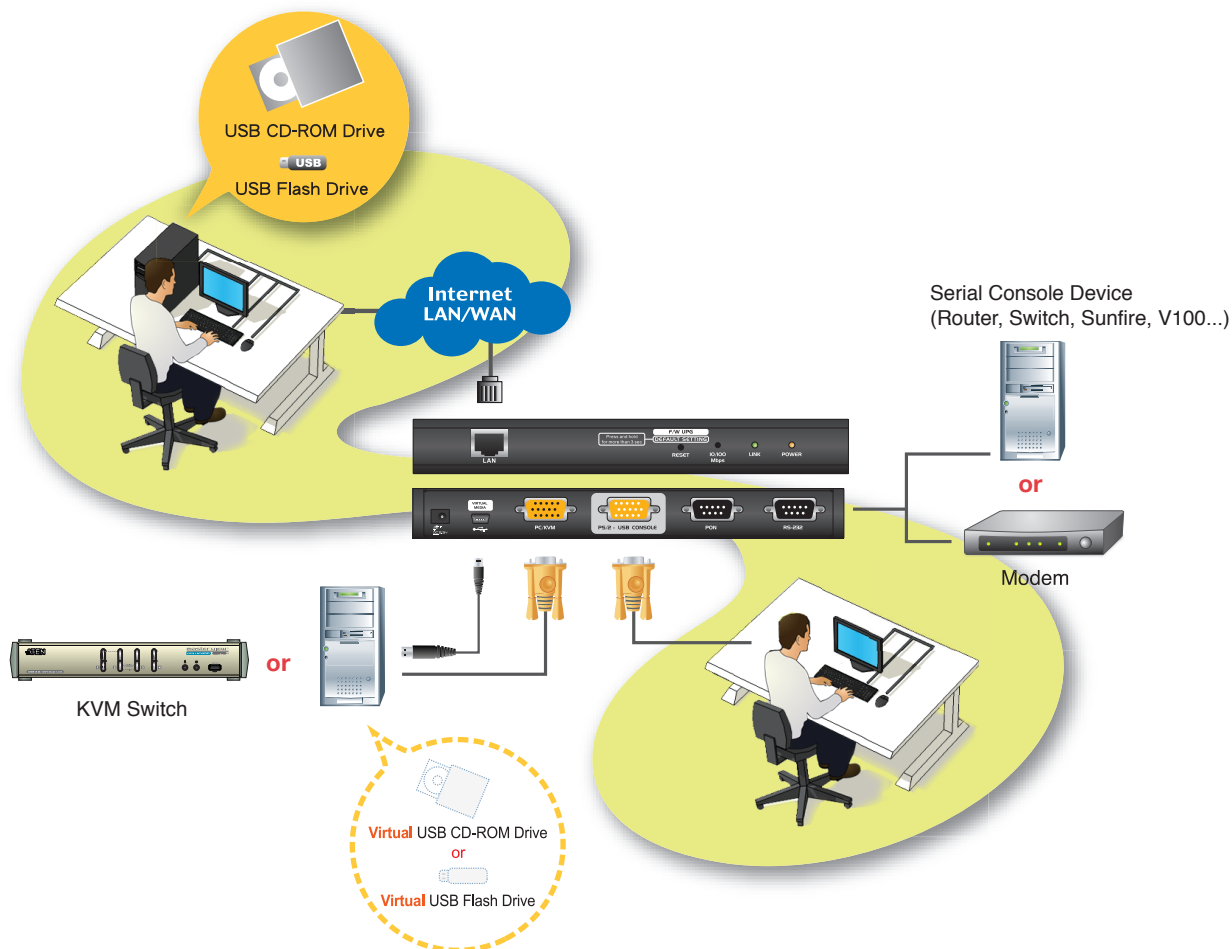 USB CD-ROM Drive
USB
USB Flash Drive
Internet
LAN/WAN
Serial Console Device
(Router, Switch, Sunfire, V100...)
or
Modem
LAN
Press and hold
for more than 3 sec
F/W UPG
DEFAULT SETTING
RESET
10/100
Mbps
LINK
POWER
VIRTUAL
MEDIA
PC/KVM
PS/2 - USB CONSOLE
PON
RS-232
ATEN
or
KVM Switch
Virtual USB CD-ROM Drive
or
Virtual USB Flash Drive